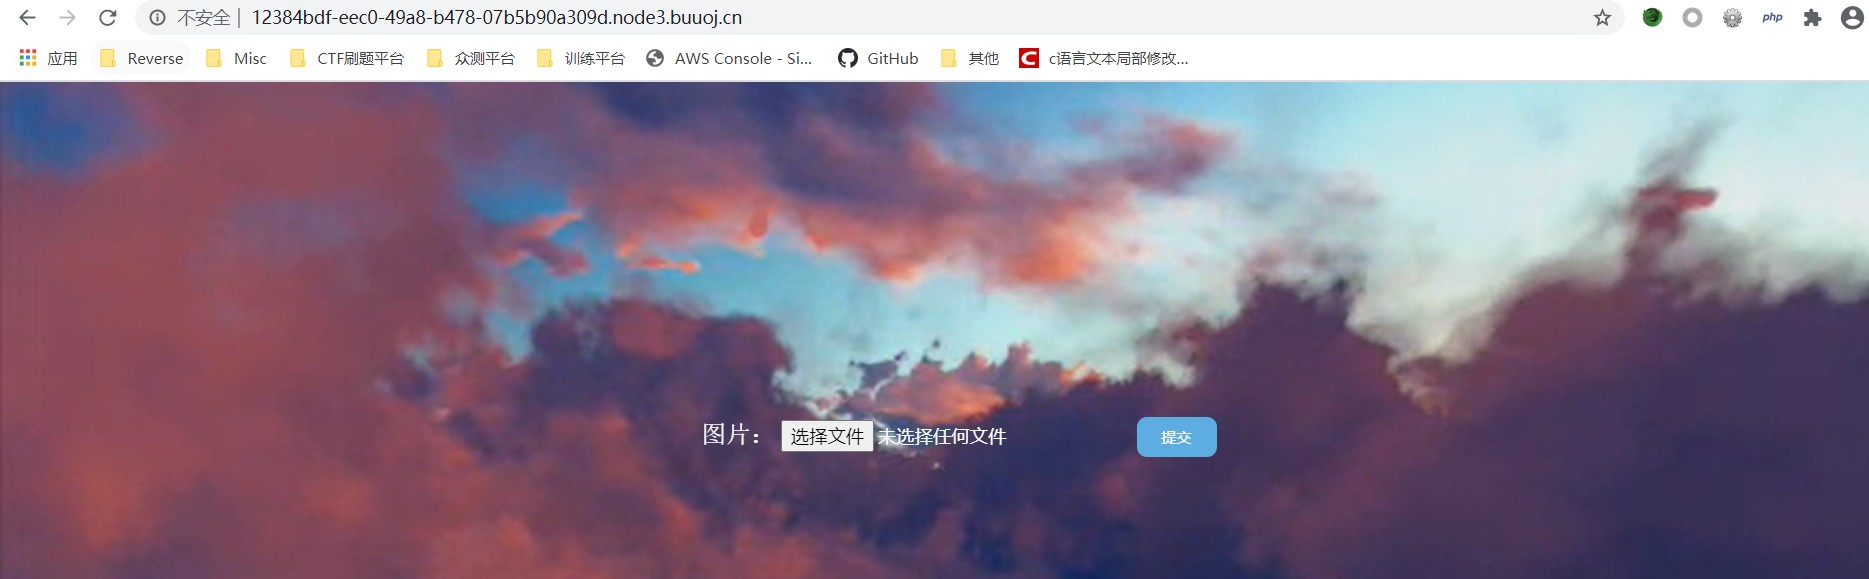 不安全 | 12384bdf-eec0-49a8-b478-07b5b90a309d.node3.buuoj.cn
php
应用 Reverse Misc CTF刷题平台 众测平台 训练平台 AWS Console - Si... GitHub 其他 C c语言文本局部修改...
图片： 选择文件 未选择任何文件 提交